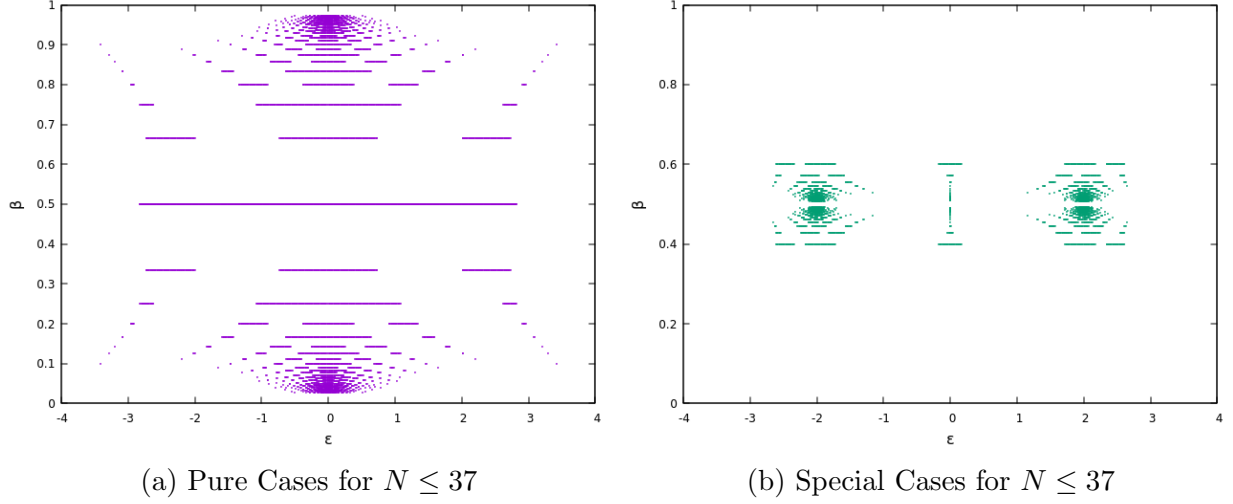 1
0.9
0.8
0.7
0.6
0.5
0.4
0.3
0.2
0.1
0
β
-4 -3 -2 -1 0 1 2 3 4
ε
(a) Pure Cases for N ≤ 37
1
0.8
0.6
0.4
0.2
0
β
-4 -3 -2 -1 0 1 2 3 4
ε
(b) Special Cases for N ≤ 37